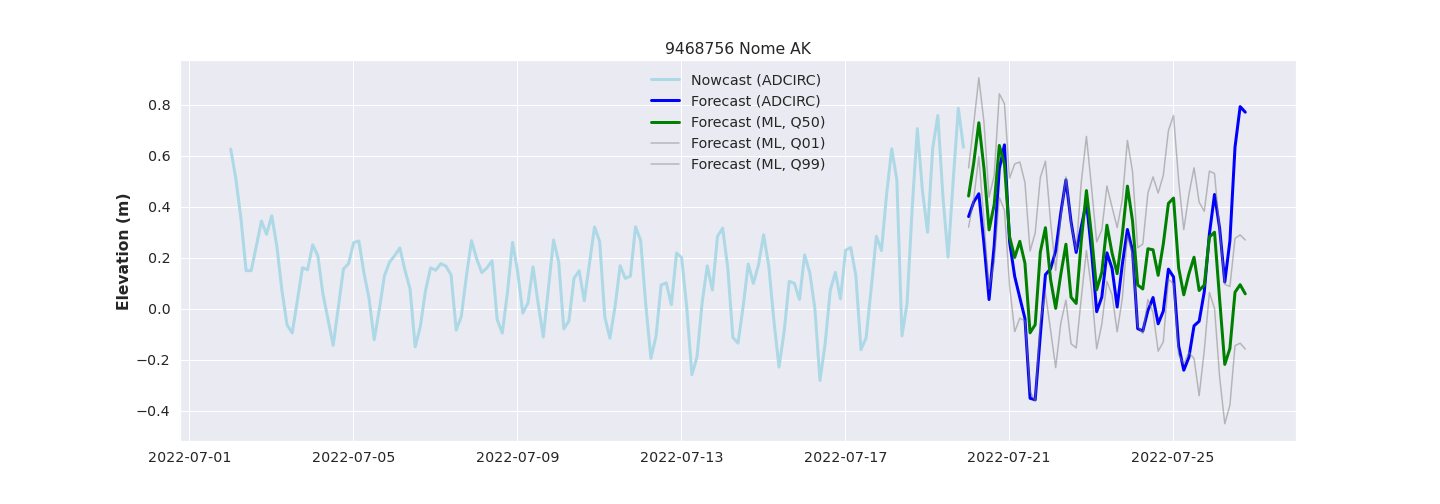 9468756 Nome AK
Nowcast (ADCIRC)
Forecast (ADCIRC)
Forecast (ML, Q50)
Forecast (ML, Q01)
Forecast (ML, Q99)
Elevation (m)
0.8
0.6
0.4
0.2
0.0
−0.2
−0.4
2022-07-01 2022-07-05 2022-07-09 2022-07-13 2022-07-17 2022-07-21 2022-07-25